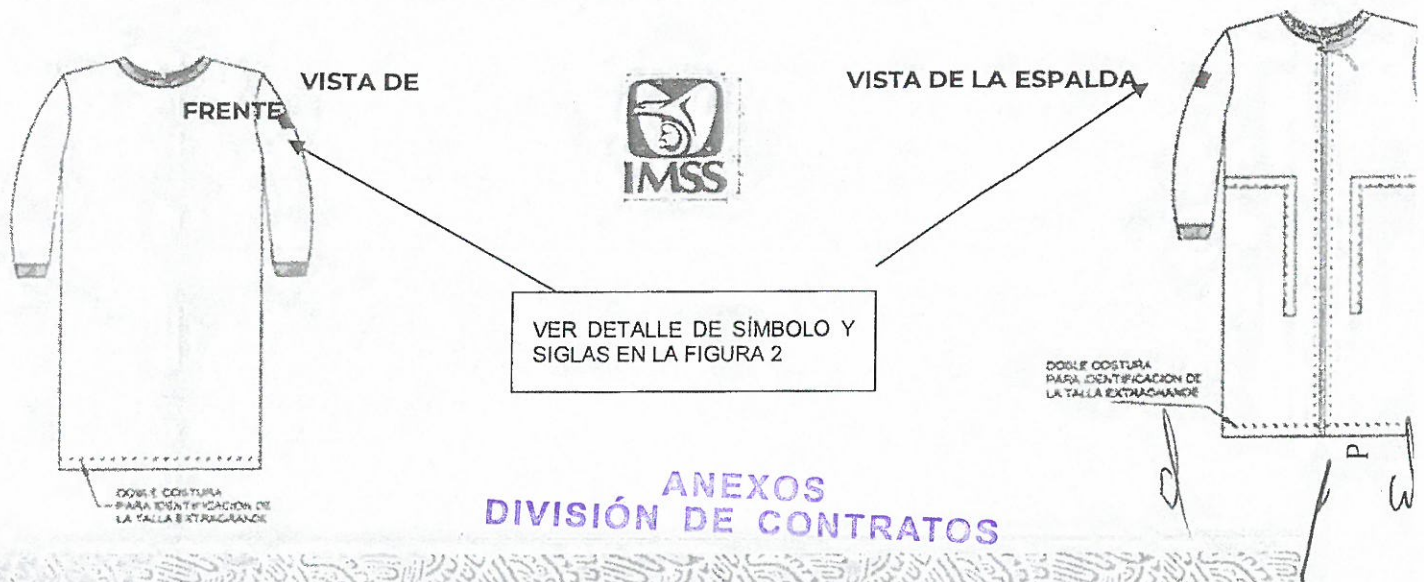 VISTA DE
FRENTE
IMSS
VISTA DE LA ESPALDA
VER DETALLE DE SÍMBOLO Y
SIGLAS EN LA FIGURA 2
DOBLE COSTURA
PARA IDENTIFICACION DE
LA TALLA EXTRAGRANDE
DOBLE COSTURA
PARA IDENTIFICACION DE
LA TALLA EXTRAGRANDE
ANEXOS
DIVISIÓN DE CONTRATOS